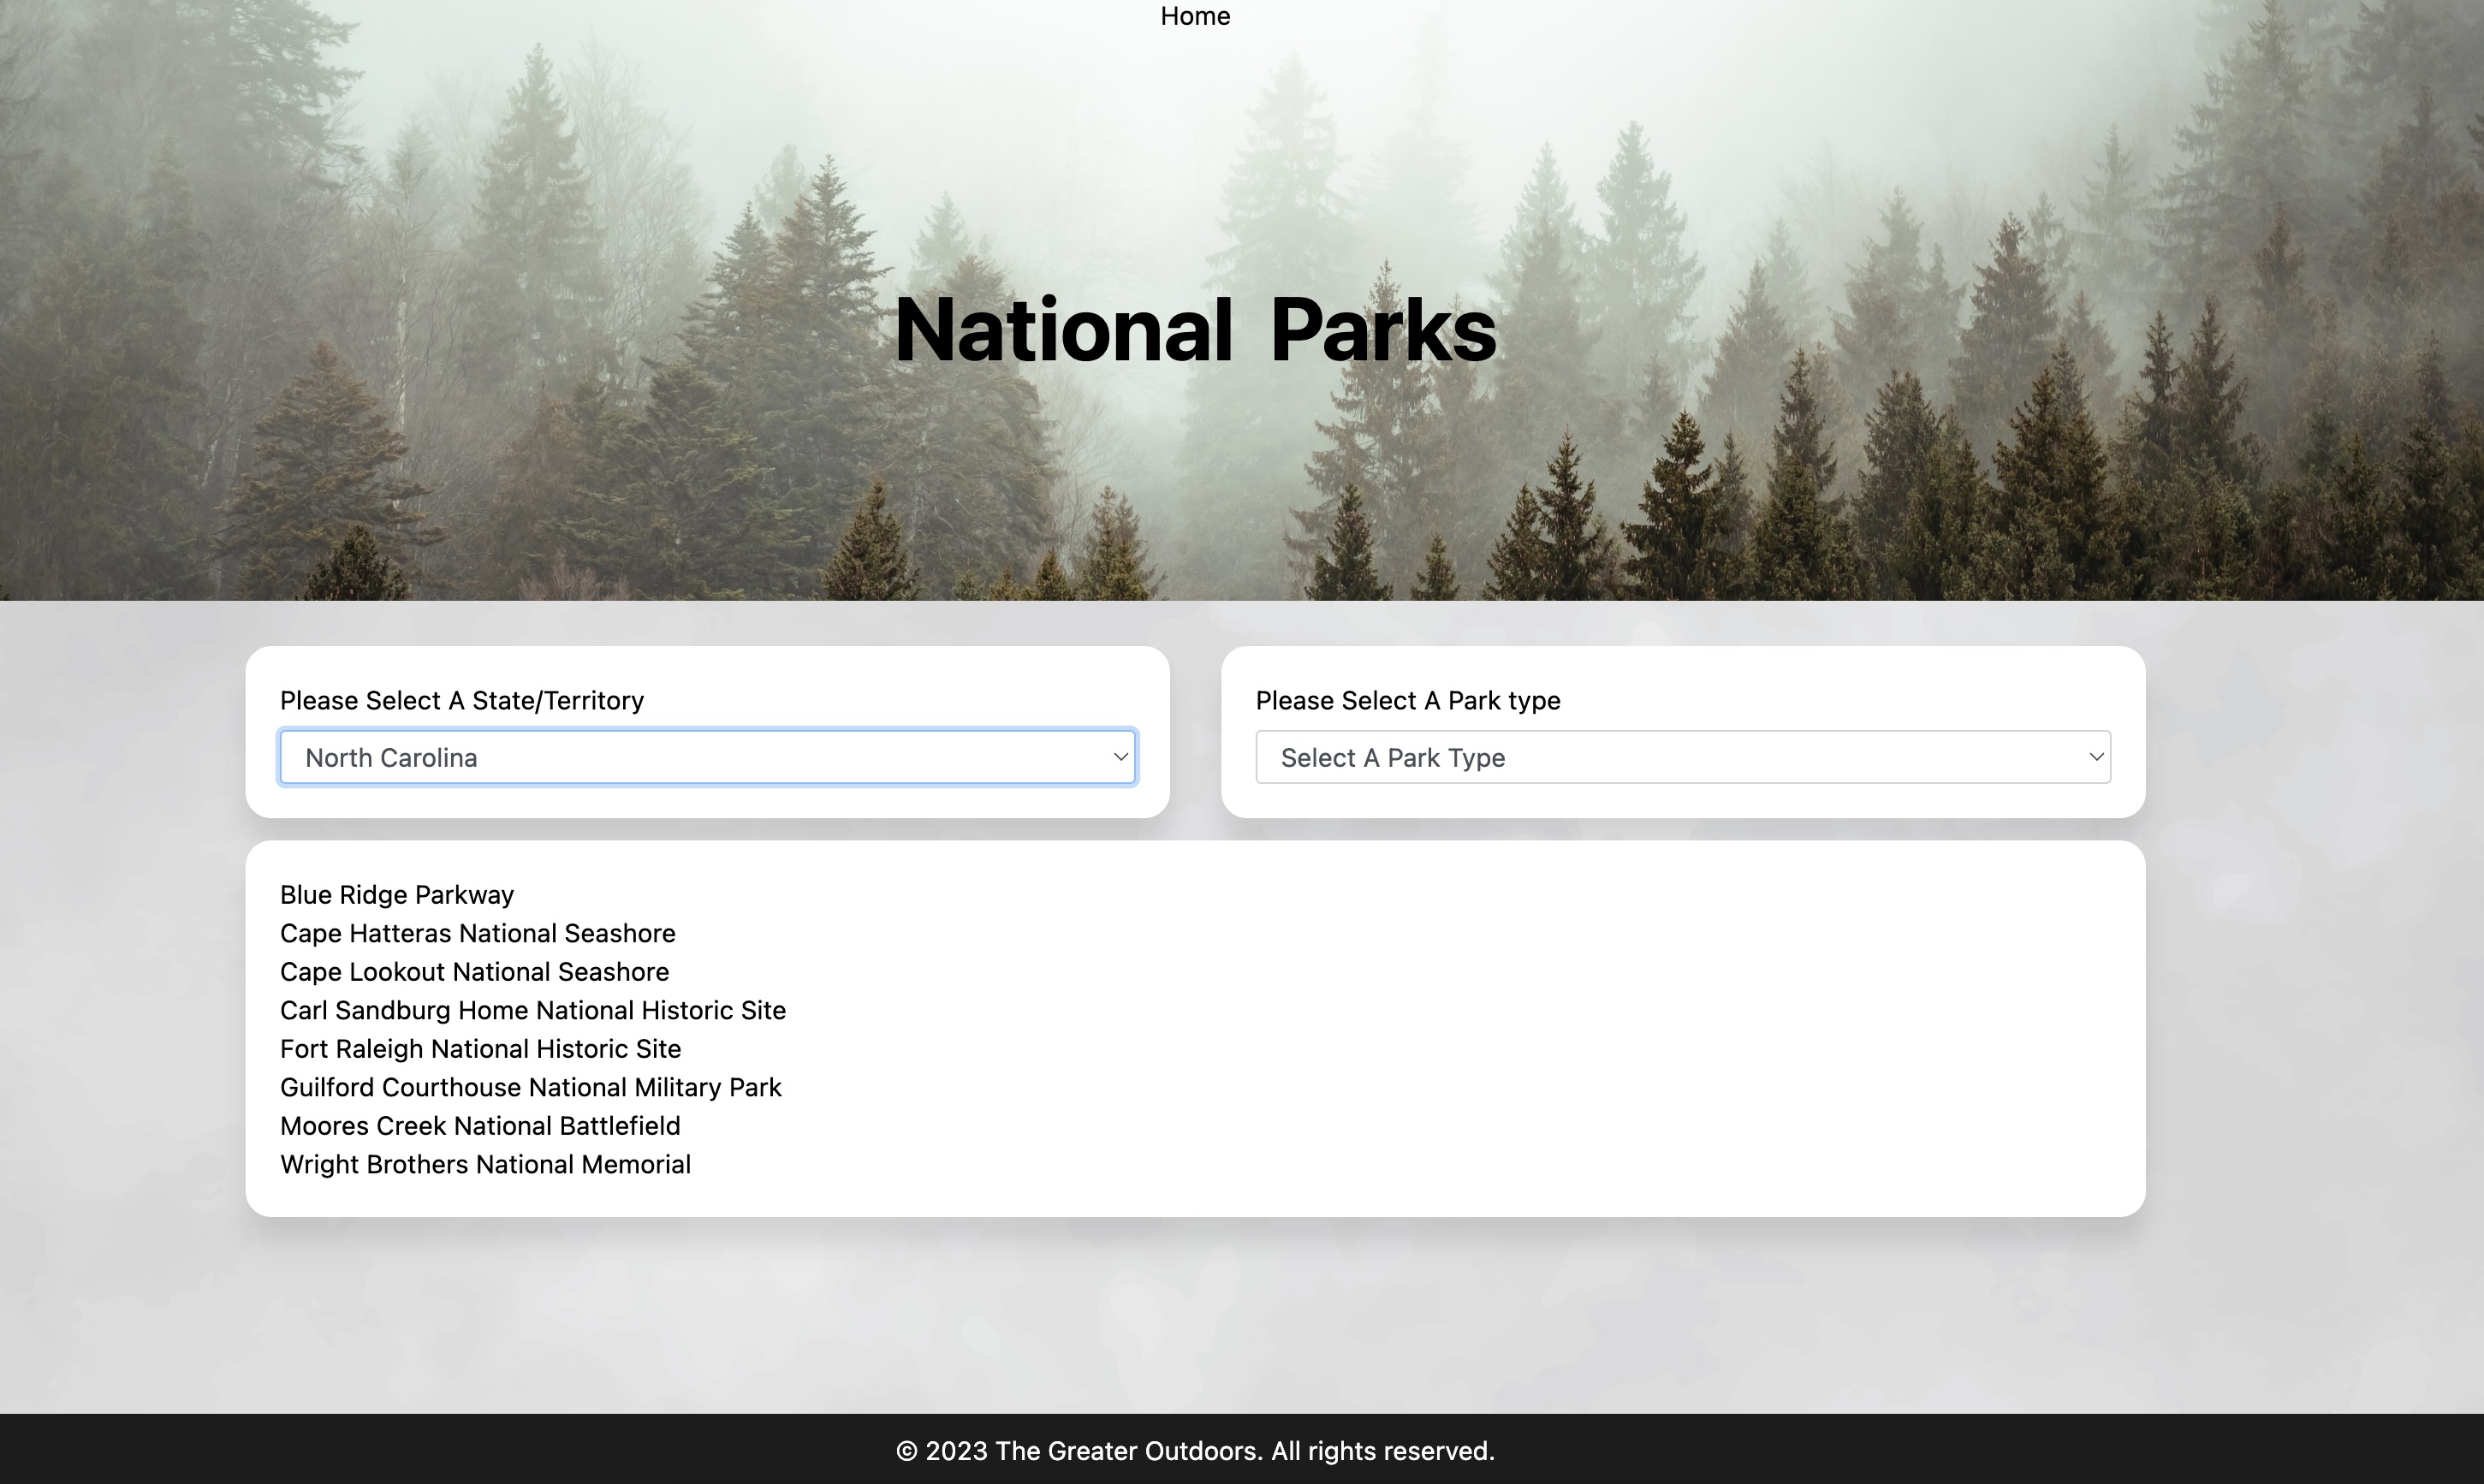 Home
National Parks
Please Select A State/Territory
North Carolina
Please Select A Park type
Select A Park Type
Blue Ridge Parkway
Cape Hatteras National Seashore
Cape Lookout National Seashore
Carl Sandburg Home National Historic Site
Fort Raleigh National Historic Site
Guilford Courthouse National Military Park
Moores Creek National Battlefield
Wright Brothers National Memorial
© 2023 The Greater Outdoors. All rights reserved.